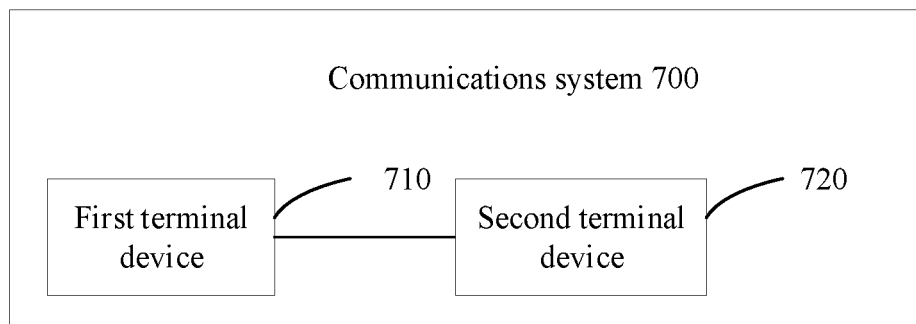 Communications system 700
710
720
First terminal
device
Second terminal
device